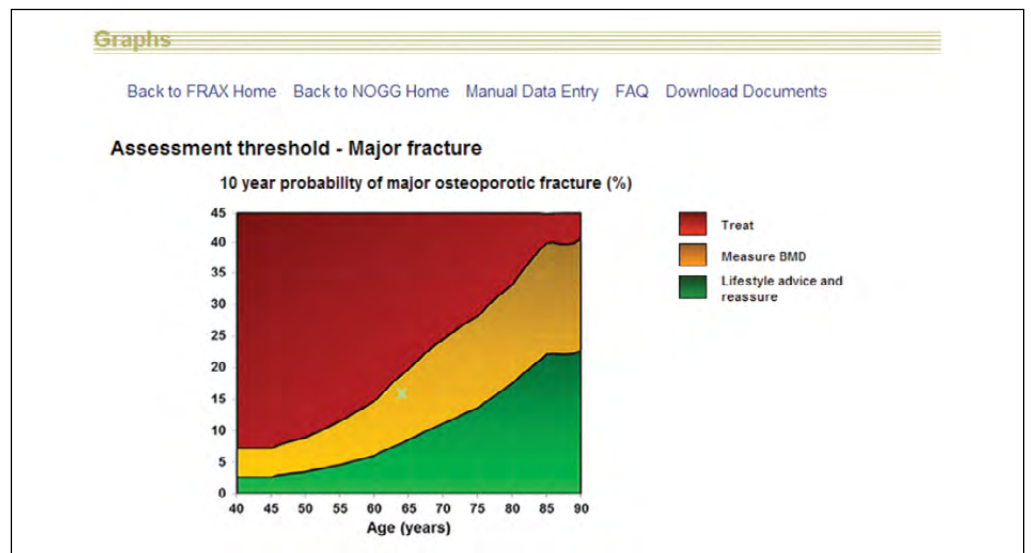 Graphs
Back to FRAX Home Back to NOGG Home Manual Data Entry FAQ Download Documents
Assessment threshold - Major fracture
10 year probability of major osteoporotic fracture (%)
45
40
35
30
25
20
15
10
5
0
40 45 50 55 60 65 70 75 80 85 90
Age (years)
Treat
Measure BMD
Lifestyle advice and
reassure